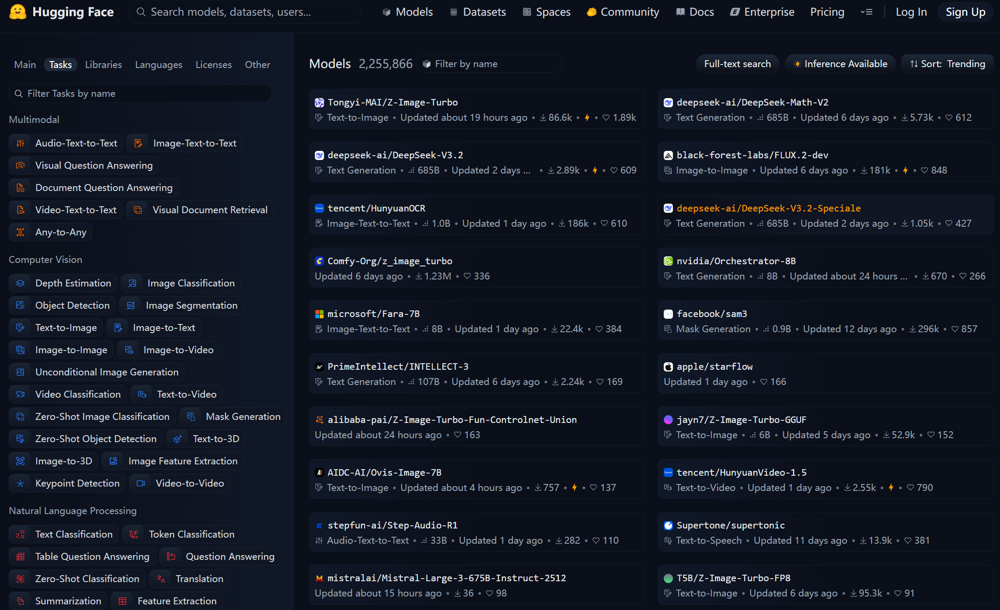 Hugging Face
Search models, datasets, users...
Models
Datasets
Spaces
Community
Docs
Enterprise
Pricing
Log In
Sign Up
Main Tasks Libraries Languages Licenses Other
Filter Tasks by name
Multimodal
Audio-Text-to-Text
Image-Text-to-Text
Visual Question Answering
Document Question Answering
Video-Text-to-Text
Visual Document Retrieval
Any-to-Any
Computer Vision
Depth Estimation
Image Classification
Object Detection
Image Segmentation
Text-to-Image
Image-to-Text
Image-to-Image
Image-to-Video
Unconditional Image Generation
Video Classification
Text-to-Video
Zero-Shot Image Classification
Mask Generation
Zero-Shot Object Detection
Text-to-3D
Image-to-3D
Image Feature Extraction
Keypoint Detection
Video-to-Video
Natural Language Processing
Text Classification
Token Classification
Table Question Answering
Question Answering
Zero-Shot Classification
Translation
Summarization
Feature Extraction
Models 2,255,866
Filter by name
Full-text search
Inference Available
Sort: Trending
Tongyi-MAI/Z-Image-Turbo
Text-to-Image • Updated about 19 hours ago • 86.6k • • 1.89k
deepseek-ai/DeepSeek-Math-V2
Text Generation • 685B • Updated 6 days ago • 5.73k • 612
deepseek-ai/DeepSeek-V3.2
Text Generation • 685B • Updated 2 days ... • 2.89k • • 609
black-forest-labs/FLUX.2-dev
Image-to-Image • Updated 6 days ago • 181k • • 848
tencent/HunyuanOCR
Image-Text-to-Text • 1.0B • Updated 1 day ago • 186k • 610
deepseek-ai/DeepSeek-V3.2-Speciale
Text Generation • 685B • Updated 2 days ago • 1.05k • 427
Comfy-Org/z_image_turbo
Updated 6 days ago • 1.23M • 336
nvidia/Orchestrator-8B
Text Generation • 8B • Updated about 24 hours ... • 670 • 266
microsoft/Fara-7B
Image-Text-to-Text • 8B • Updated 1 day ago • 22.4k • 384
facebook/sam3
Mask Generation • 0.9B • Updated 12 days ago • 296k • 857
PrimeIntellect/INTELLECT-3
Text Generation • 107B • Updated 6 days ago • 2.24k • 169
apple/starflow
Updated 1 day ago • 166
alibaba-pai/Z-Image-Turbo-Fun-Controlnet-Union
Updated about 24 hours ago • 163
jayn7/Z-Image-Turbo-GGUF
Text-to-Image • 6B • Updated 5 days ago • 52.9k • 152
AIDC-AI/Ovis-Image-7B
Text-to-Image • Updated about 4 hours ago • 757 • • 137
tencent/HunyuanVideo-1.5
Text-to-Video • Updated 1 day ago • 2.55k • • 790
stepfun-ai/Step-Audio-R1
Audio-Text-to-Text • 33B • Updated 1 day ago • 282 • 110
Supertone/supertonic
Text-to-Speech • Updated 11 days ago • 13.9k • 381
mistralai/Mistral-Large-3-675B-Instruct-2512
Updated about 15 hours ago • 36 • 98
T5B/Z-Image-Turbo-FP8
Text-to-Image • Updated 6 days ago • 95.3k • 91